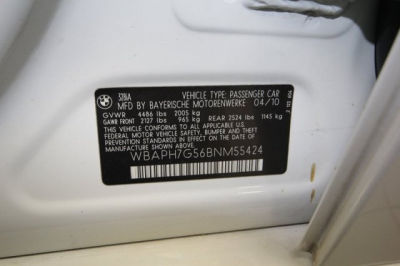 378IA VEHICLE TYPE: PASSENGER CAR
MFD BY BAYERISCHE MOTORENWERKE 04/10
GVWR 4486 lbs 2005 kg
GAWR FRONT 2127 lbs 965 kg REAR 2524 lbs 1145 kg
THIS VEHICLE CONFORMS TO ALL APPLICABLE
FEDERAL MOTOR VEHICLE SAFETY, BUMPER, AND
THEFT PREVENTION STANDARDS IN EFFECT ON THE
DATE OF MANUFACTURE SHOWN ABOVE.
WBAPH7G56BNM55424